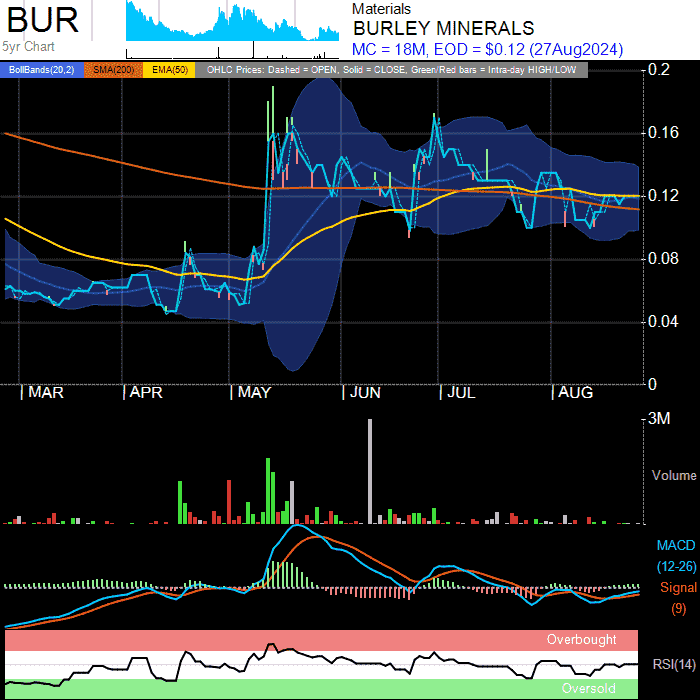 BUR
5yr Chart
Materials
BURLEY MINERALS
MC = 18M, EOD = $0.12 (27Aug2024)
BollBands(20,2) SMA(200) EMA(50) OHLC Prices: Dashed = OPEN, Solid = CLOSE, Green/Red bars = Intra-day HIGH/LOW
0.2
0.16
0.12
0.08
0.04
0
| MAR | APR | MAY | JUN | JUL | AUG
3M
Volume
MACD
(12-26)
Signal
(9)
Overbought
RSI(14)
Oversold